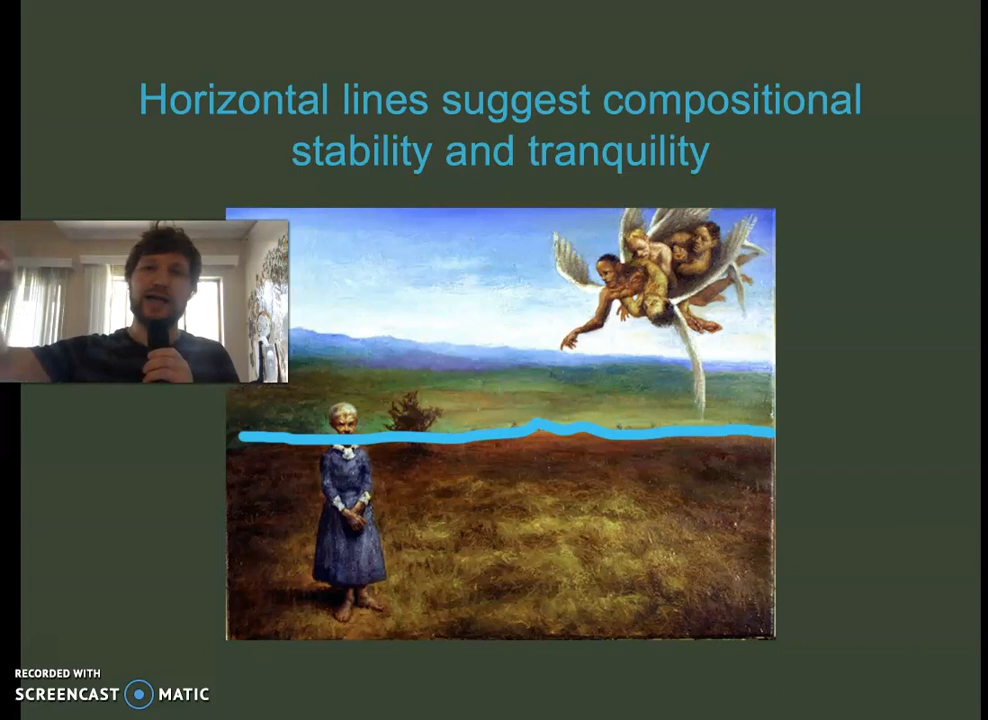 Horizontal lines suggest compositional
stability and tranquility
RECORDED WITH
SCREENCAST MATIC